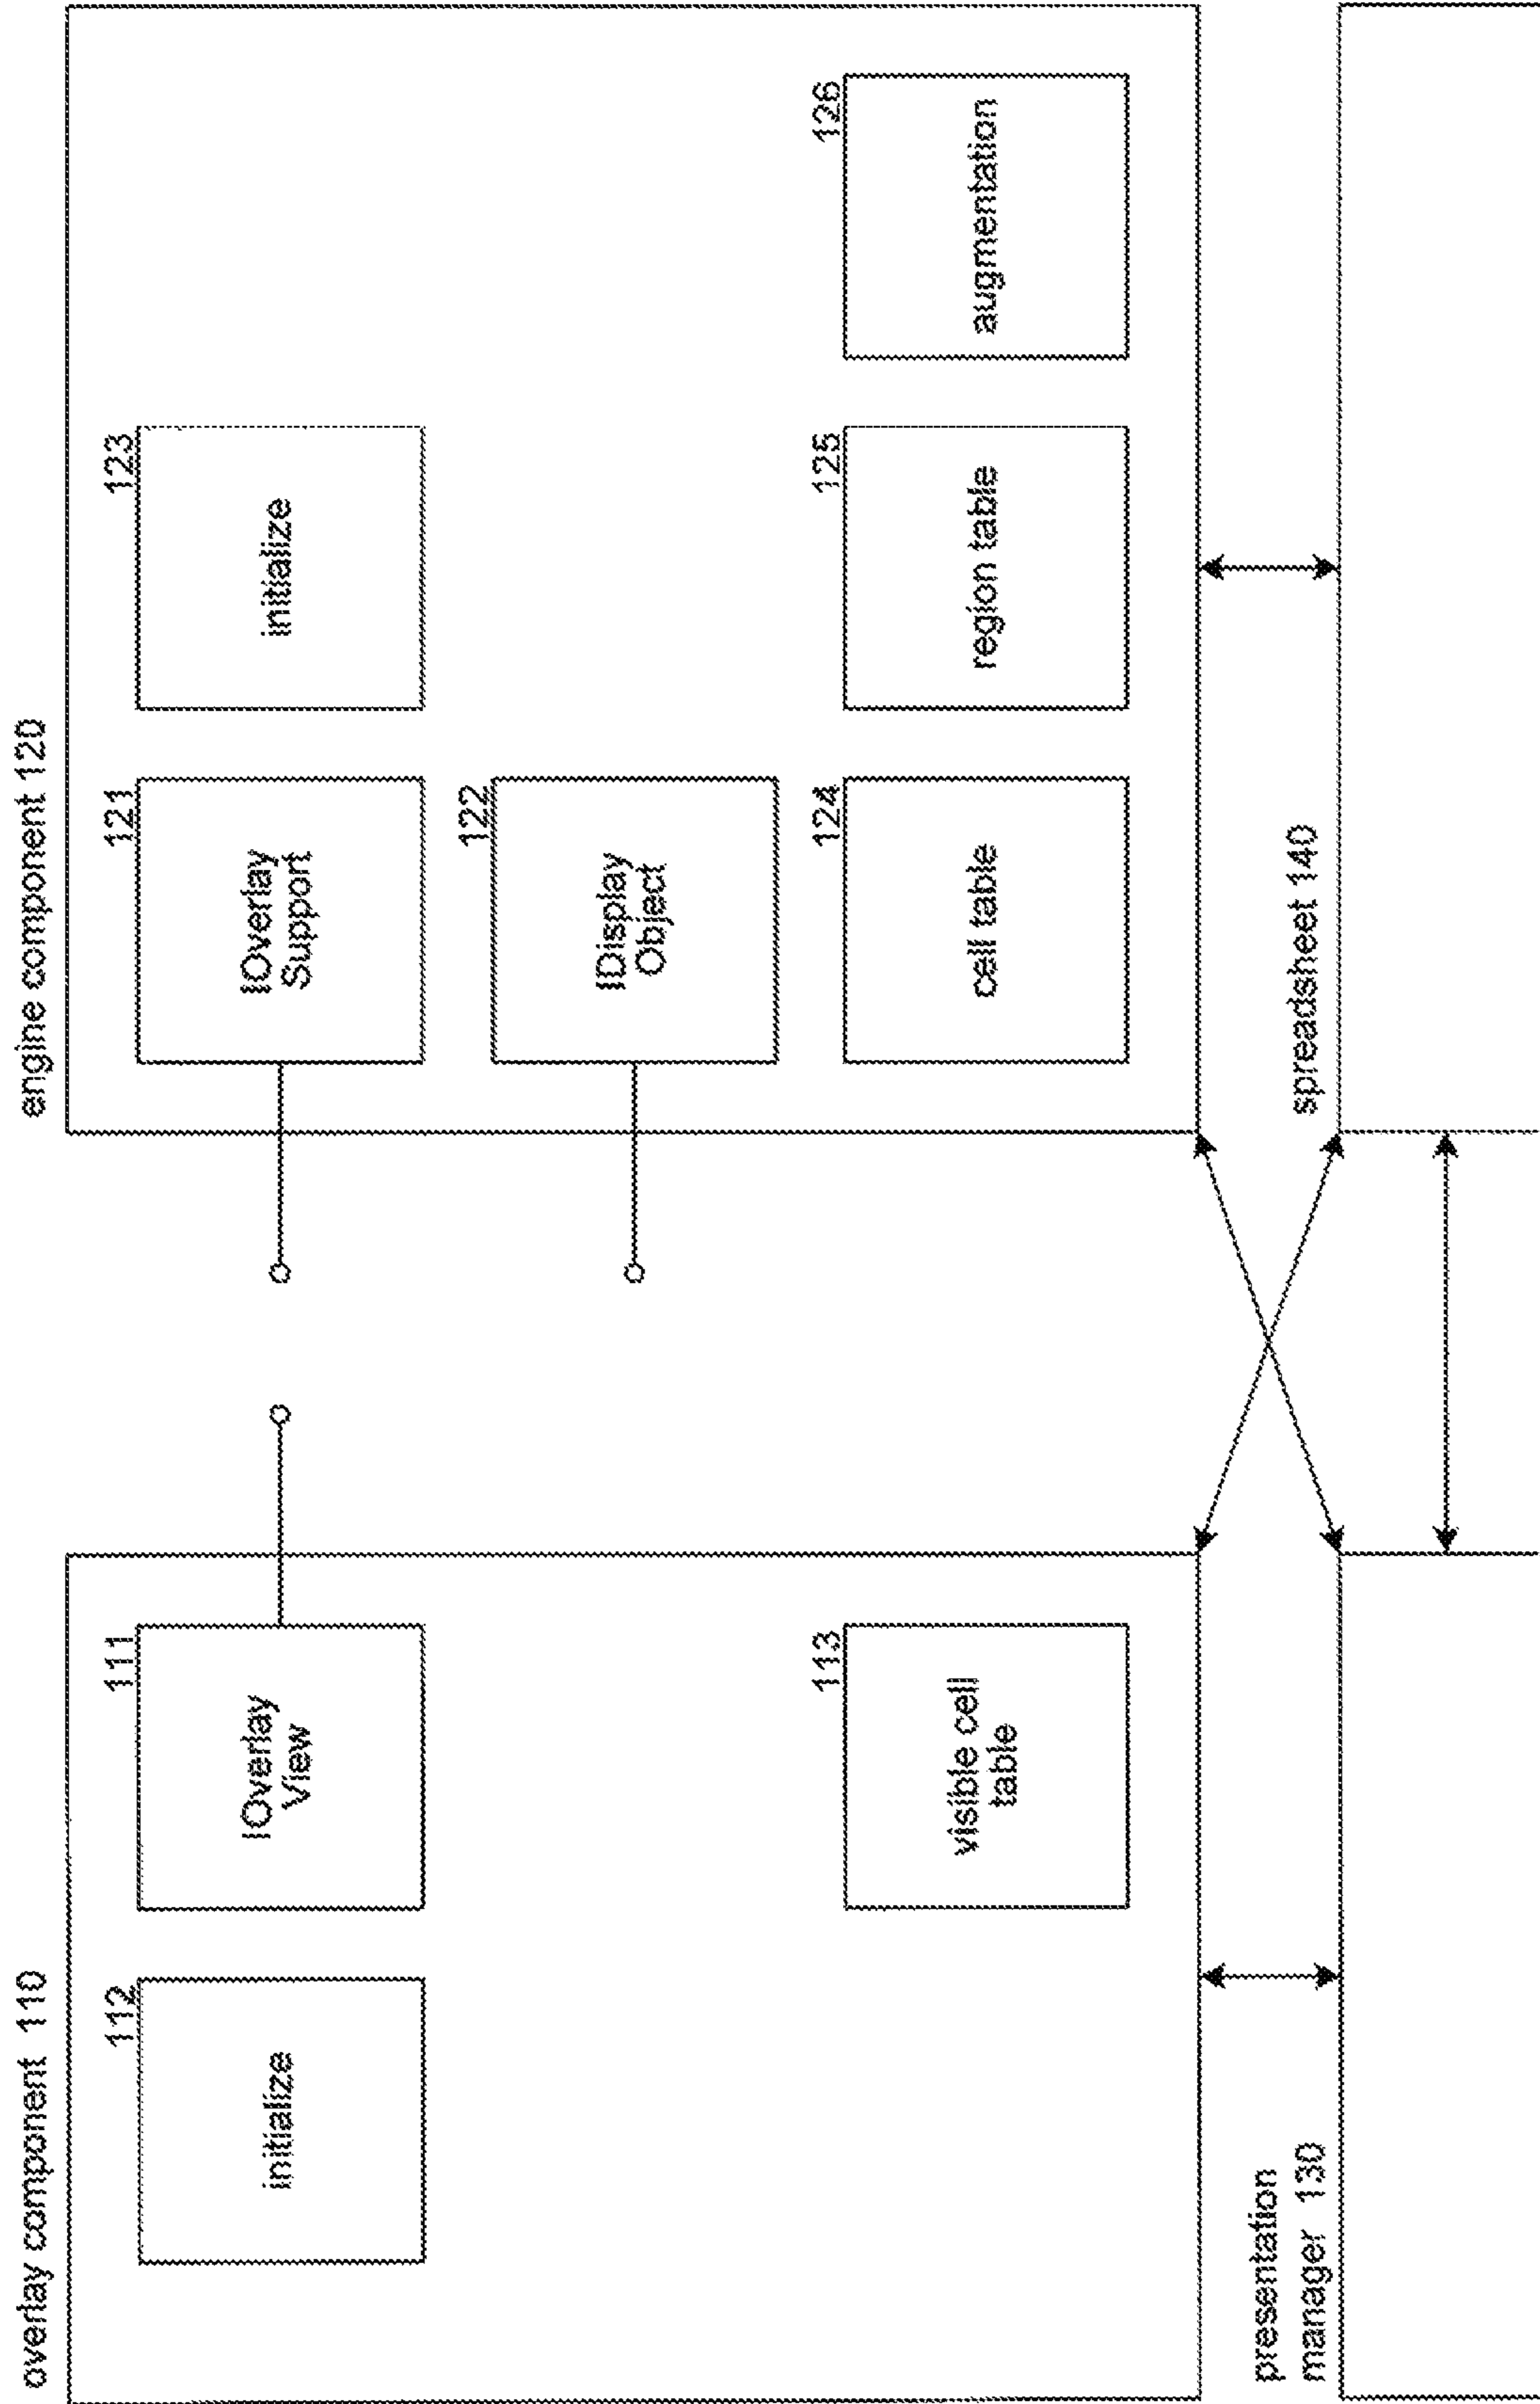 overlay component 110
112
initialize
111
IOverlay
View
113
visible cell
table
engine component 120
121
IOverlay
Support
123
initialize
122
IDisplay
Object
124
cell table
125
region table
126
augmentation
presentation
manager 130
spreadsheet 140